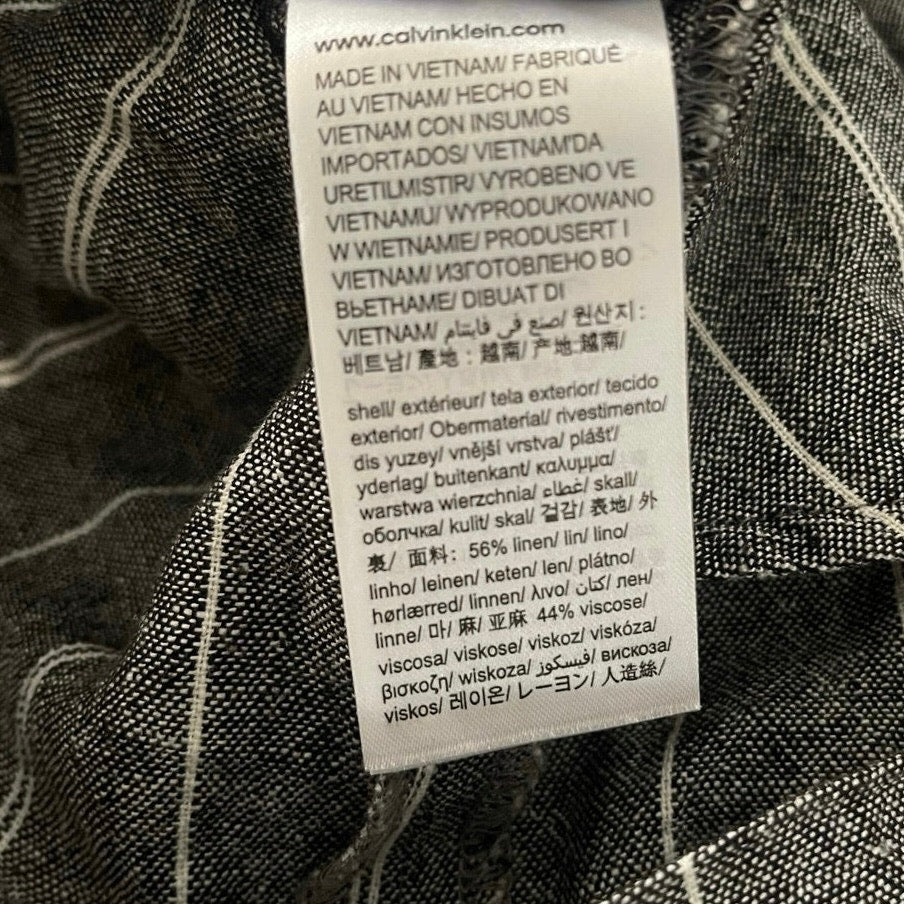 www.calvinklein.com
MADE IN VIETNAM/ FABRIQUÉ
AU VIETNAM/ HECHO EN
VIETNAM CON INSUMOS
IMPORTADOS/ VIETNAM'DA
URETILMISTIR/ VYROBENO VE
VIETNAMU/ WYPRODUKOWANO
W WIETNAMIE/ PRODUSERT I
VIETNAM/ ИЗГОТОВЛЕНО ВО
ВЬЕТНАМЕ/ DIBUAT DI
VIETNAM/ صنع في فايتنام/ 원산지 :
베트남/ 產地 : 越南/ 产地:越南/
shell/ extérieur/ tela exterior/ tecido
exterior/ Obermaterial/ rivestimento/
dis yuzey/ vnější vrstva/ plášť/
yderlag/ buitenkant/ καλυμμα/
warstwa wierzchnia/ غطاء/ skall/
оболчка/ kulit/ skal/ 겉감/ 表地/ 外
裏/ 面料: 56% linen/ lin/ lino/
linho/ leinen/ keten/ len/ plátno/
hørlærred/ linnen/ λινο/ كتان/ лен/
linne/ 마/ 麻/ 亚麻 44% viscose/
viscosa/ viskose/ viskoz/ viskóza/
βισκοζη/ wiskoza/ فيسكوز/ вискоза/
viskos/ 레이온/ レーヨン/ 人造絲/